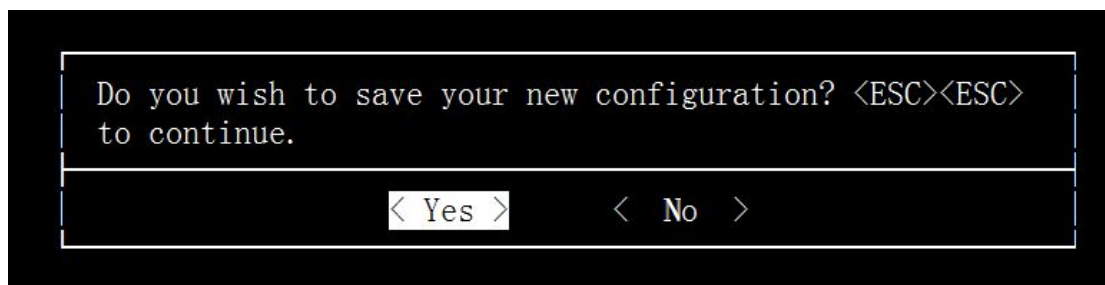 Do you wish to save your new configuration? <ESC><ESC>
to continue.
< Yes > < No >